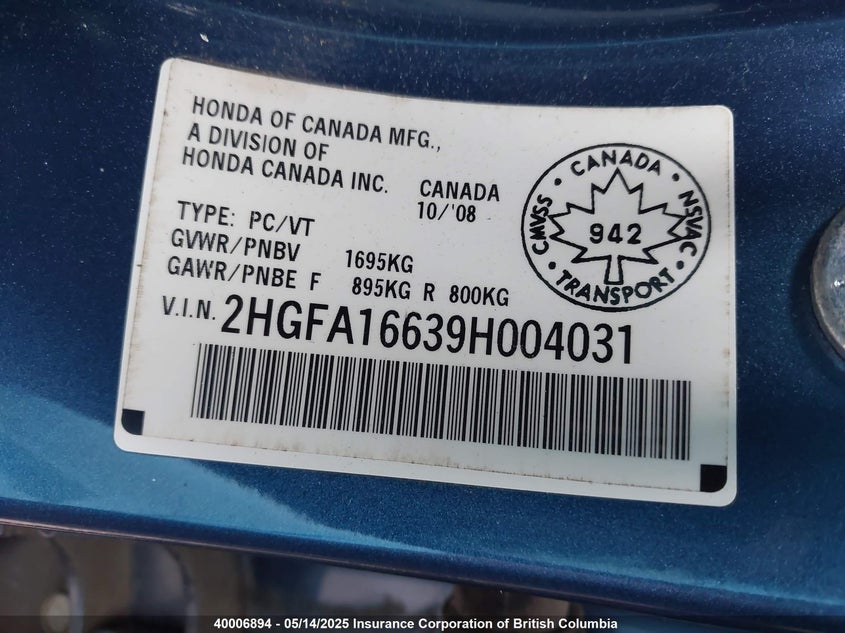 HONDA OF CANADA MFG.,
A DIVISION OF
HONDA CANADA INC. CANADA
10/'08
TYPE: PC/VT
GVWR/PNBV 1695KG
GAWR/PNBE F 895KG R 800KG
V.I.N. 2HGFA16639H004031
CMVSS • CANADA • NSVAC • TRANSPORT •
942
40006894 - 05/14/2025 Insurance Corporation of British Columbia